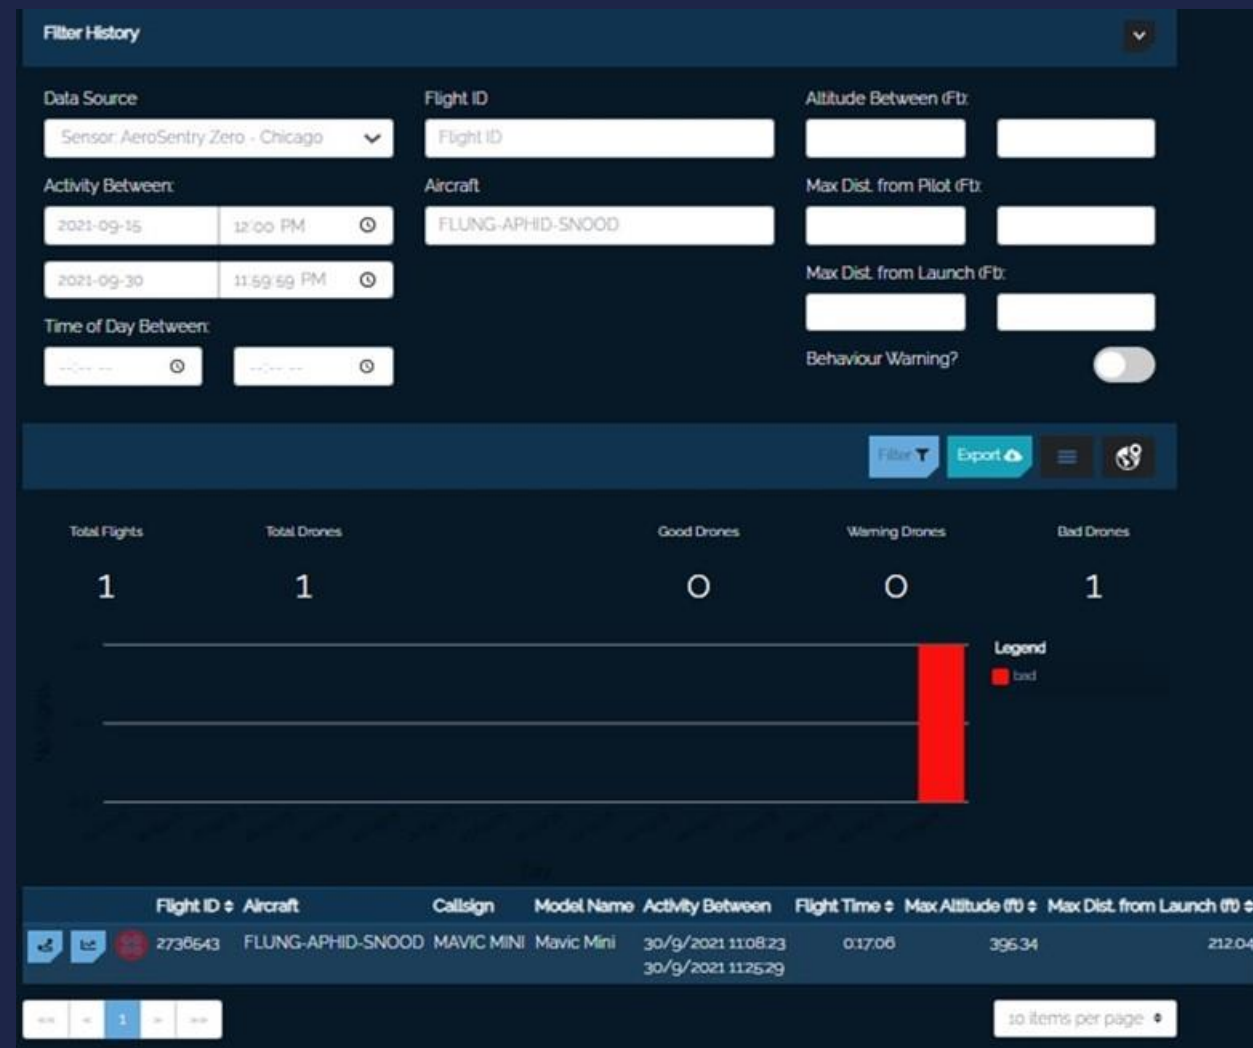 Filter History
Data Source
Flight ID
Altitude Between (Ft):
Sensor: AeroSentry Zero - Chicago
Flight ID
Activity Between:
Aircraft
Max Dist. from Pilot (Ft):
2021-09-15
12:00 PM
FLUNG-APHID-SNOOD
Max Dist. from Launch (Ft):
2021-09-30
11:59:59 PM
Time of Day Between:
--:-- --
--:-- --
Behaviour Warning?
Filter
Export
Total Flights
Total Drones
Good Drones
Warning Drones
Bad Drones
1
1
0
0
1
Legend
bad
Flight ID Aircraft Callsign Model Name Activity Between Flight Time Max Altitude (ft) Max Dist. from Launch (ft)
2736543 FLUNG-APHID-SNOOD MAVIC MINI Mavic Mini 30/9/2021 11:08:23 0:17:06 395.34 212.04
30/9/2021 11:25:29
«« « 1 » »»
10 items per page